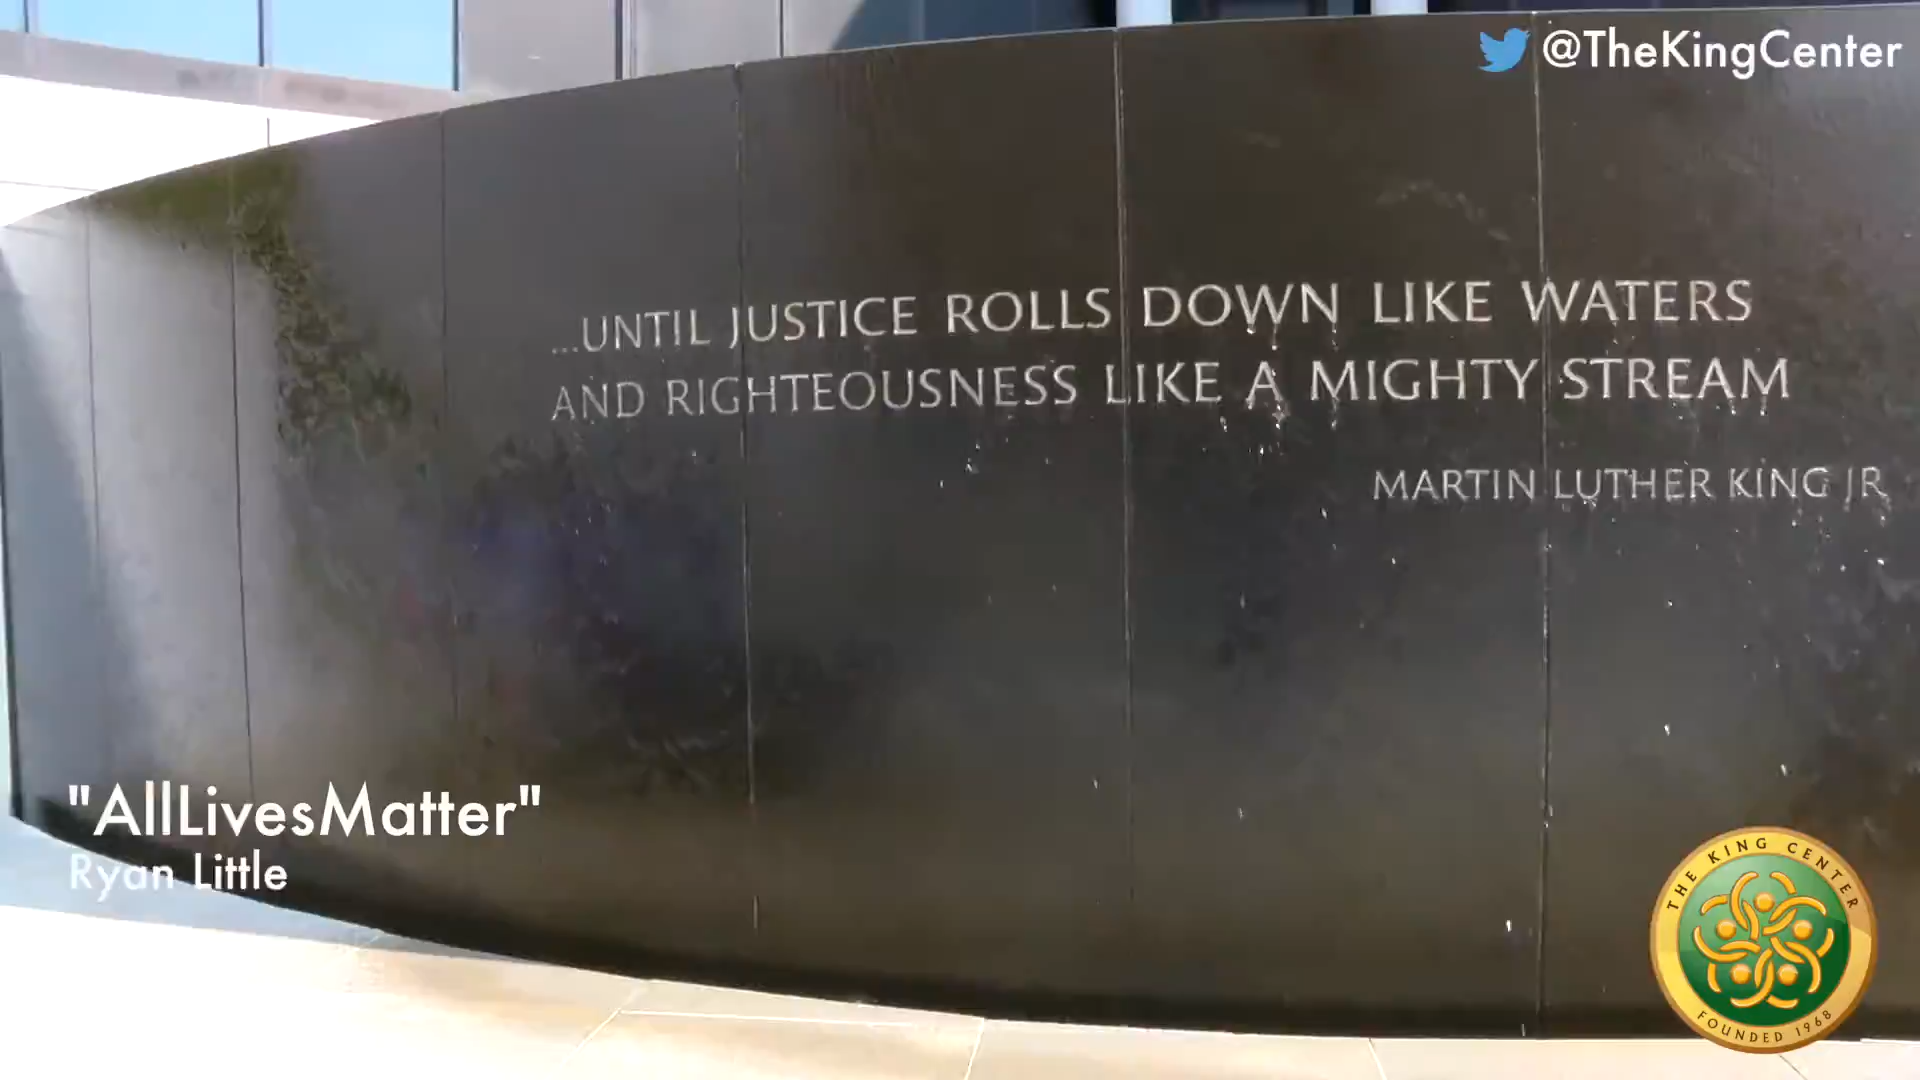 @TheKingCenter
...UNTIL JUSTICE ROLLS DOWN LIKE WATERS
AND RIGHTEOUSNESS LIKE A MIGHTY STREAM
MARTIN LUTHER KING JR
"AllLivesMatter"
Ryan Little
THE KING CENTER
FOUNDED 1968